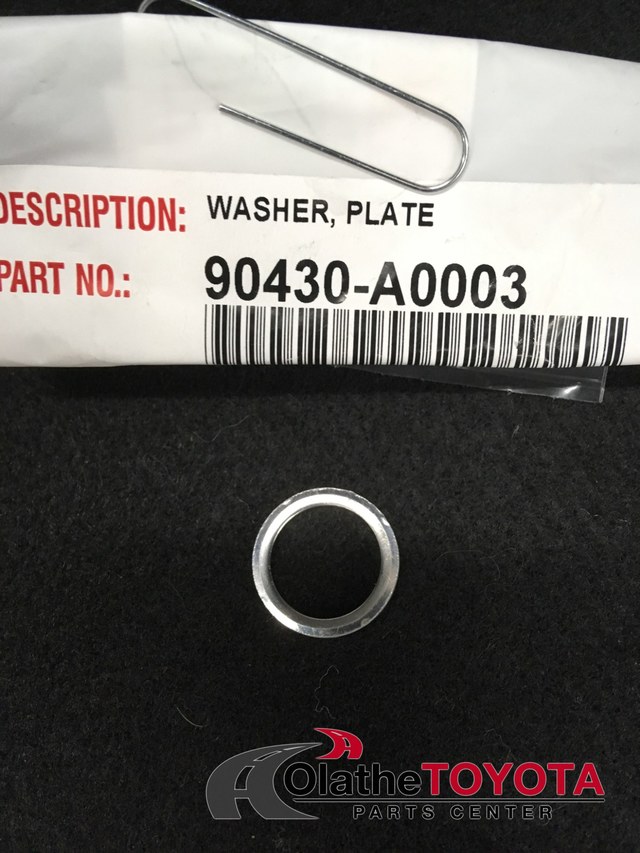 DESCRIPTION: WASHER, PLATE
PART NO.: 90430-A0003
OlatheTOYOTA
PARTS CENTER